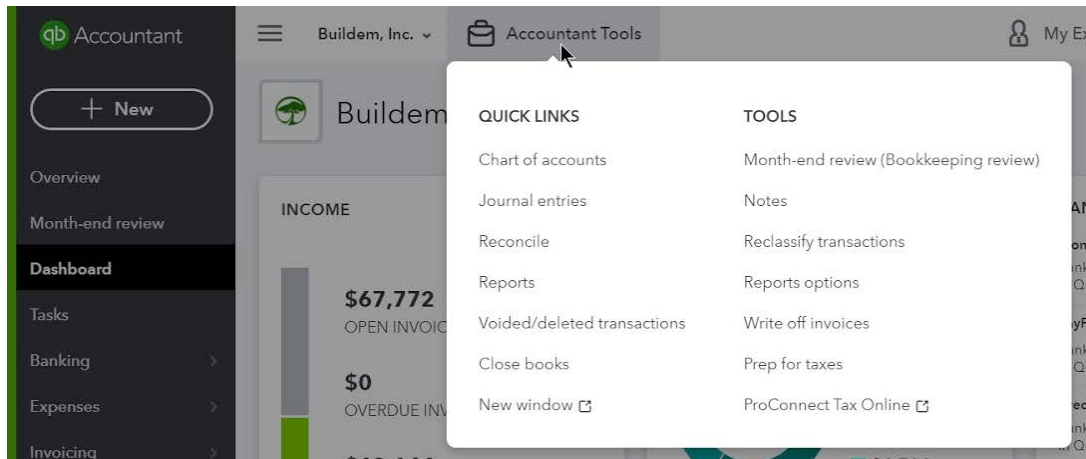 qb Accountant
Buildem, Inc.
Accountant Tools
My
+ New
Buildem
Overview
Month-end review
Dashboard
Tasks
Banking
Expenses
Invoicing
INCOME
$67,772
OPEN
$0
OVERDUE
QUICK LINKS
Chart of accounts
Journal entries
Reconcile
Reports
Voided/deleted transactions
Close books
New window
TOOLS
Month-end review (Bookkeeping review)
Notes
Reclassify transactions
Reports options
Write off invoices
Prep for taxes
ProConnect Tax Online